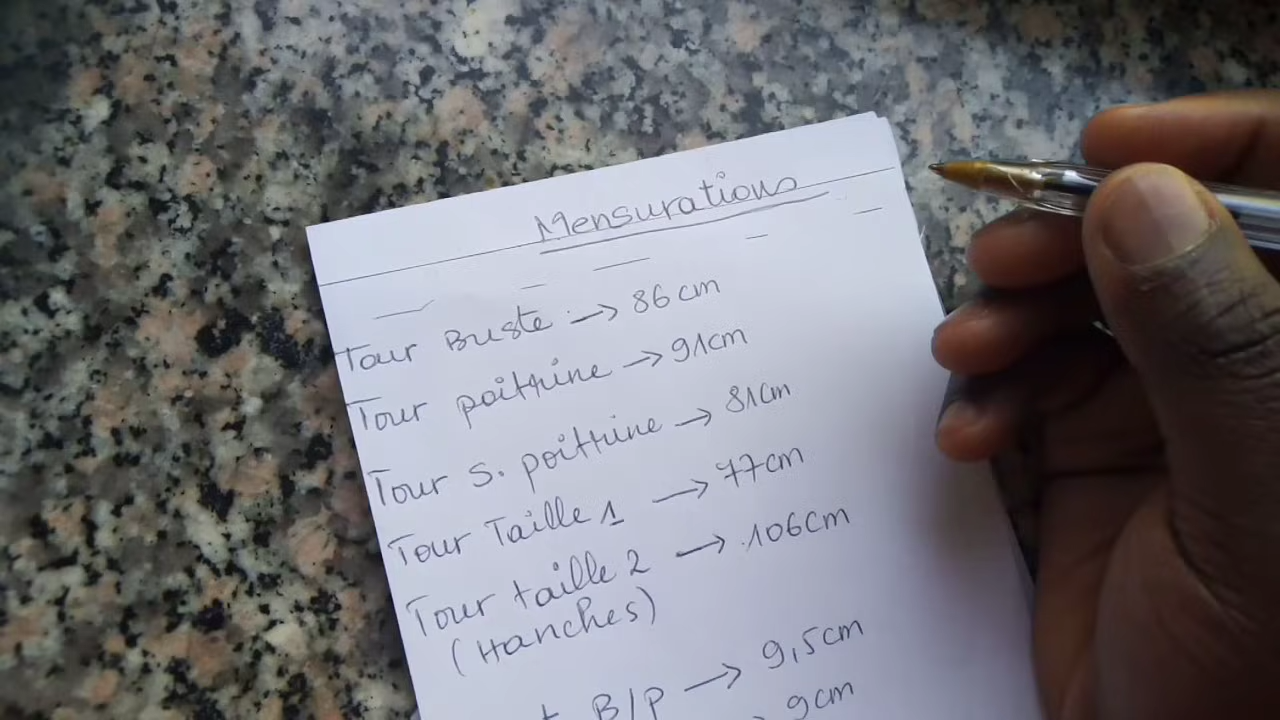 Mensurations
Tour Buste → 86 cm
Tour poitrine → 91cm
Tour S. poitrine → 81cm
Tour Taille 1 → 77cm
Tour taille 2 → 106cm
(Hanches)
B/P → 9,5cm
→ 9cm